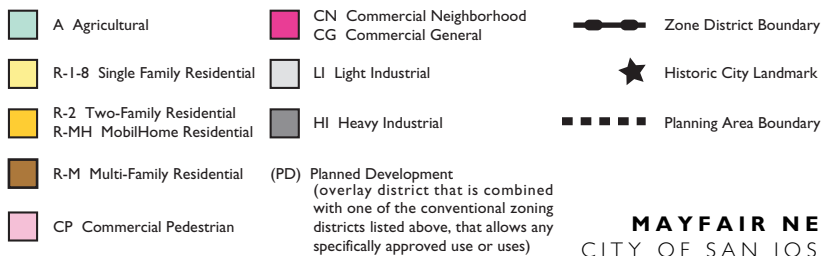 A Agricultural
R-1-8 Single Family Residential
R-2 Two-Family Residential
R-MH MobilHome Residential
R-M Multi-Family Residential
CP Commercial Pedestrian
CN Commercial Neighborhood
CG Commercial General
LI Light Industrial
HI Heavy Industrial
(PD) Planned Development
(overlay district that is combined
with one of the conventional zoning
districts listed above, that allows any
specifically approved use or uses)
Zone District Boundary
Historic City Landmark
Planning Area Boundary
MAYFAIR NE
CITY OF SAN JOS